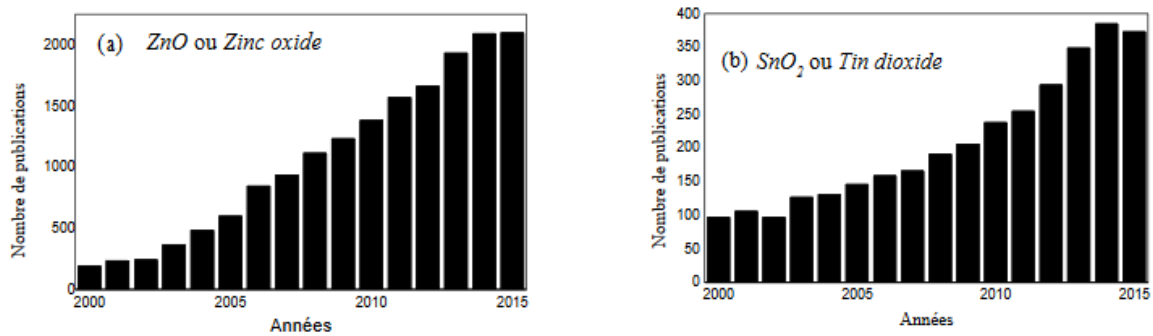 (a) ZnO ou Zinc oxide
Nombre de publications
2000
1500
1000
500
0
2000 2005 2010 2015
Années
(b) SnO2 ou Tin dioxide
Nombre de publications
400
350
300
250
200
150
100
50
0
2000 2005 2010 2015
Années